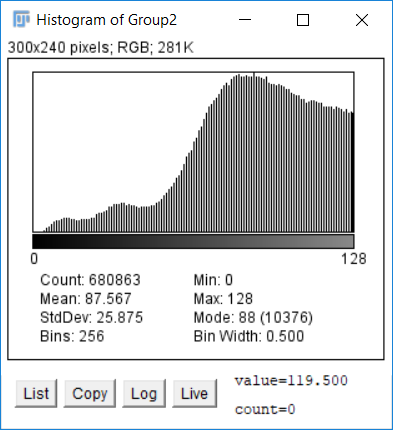 Histogram of Group2
300x240 pixels; RGB; 281K
0 128
Count: 680863 Min: 0
Mean: 87.567 Max: 128
StdDev: 25.875 Mode: 88 (10376)
Bins: 256 Bin Width: 0.500
List Copy Log Live value=119.500
count=0